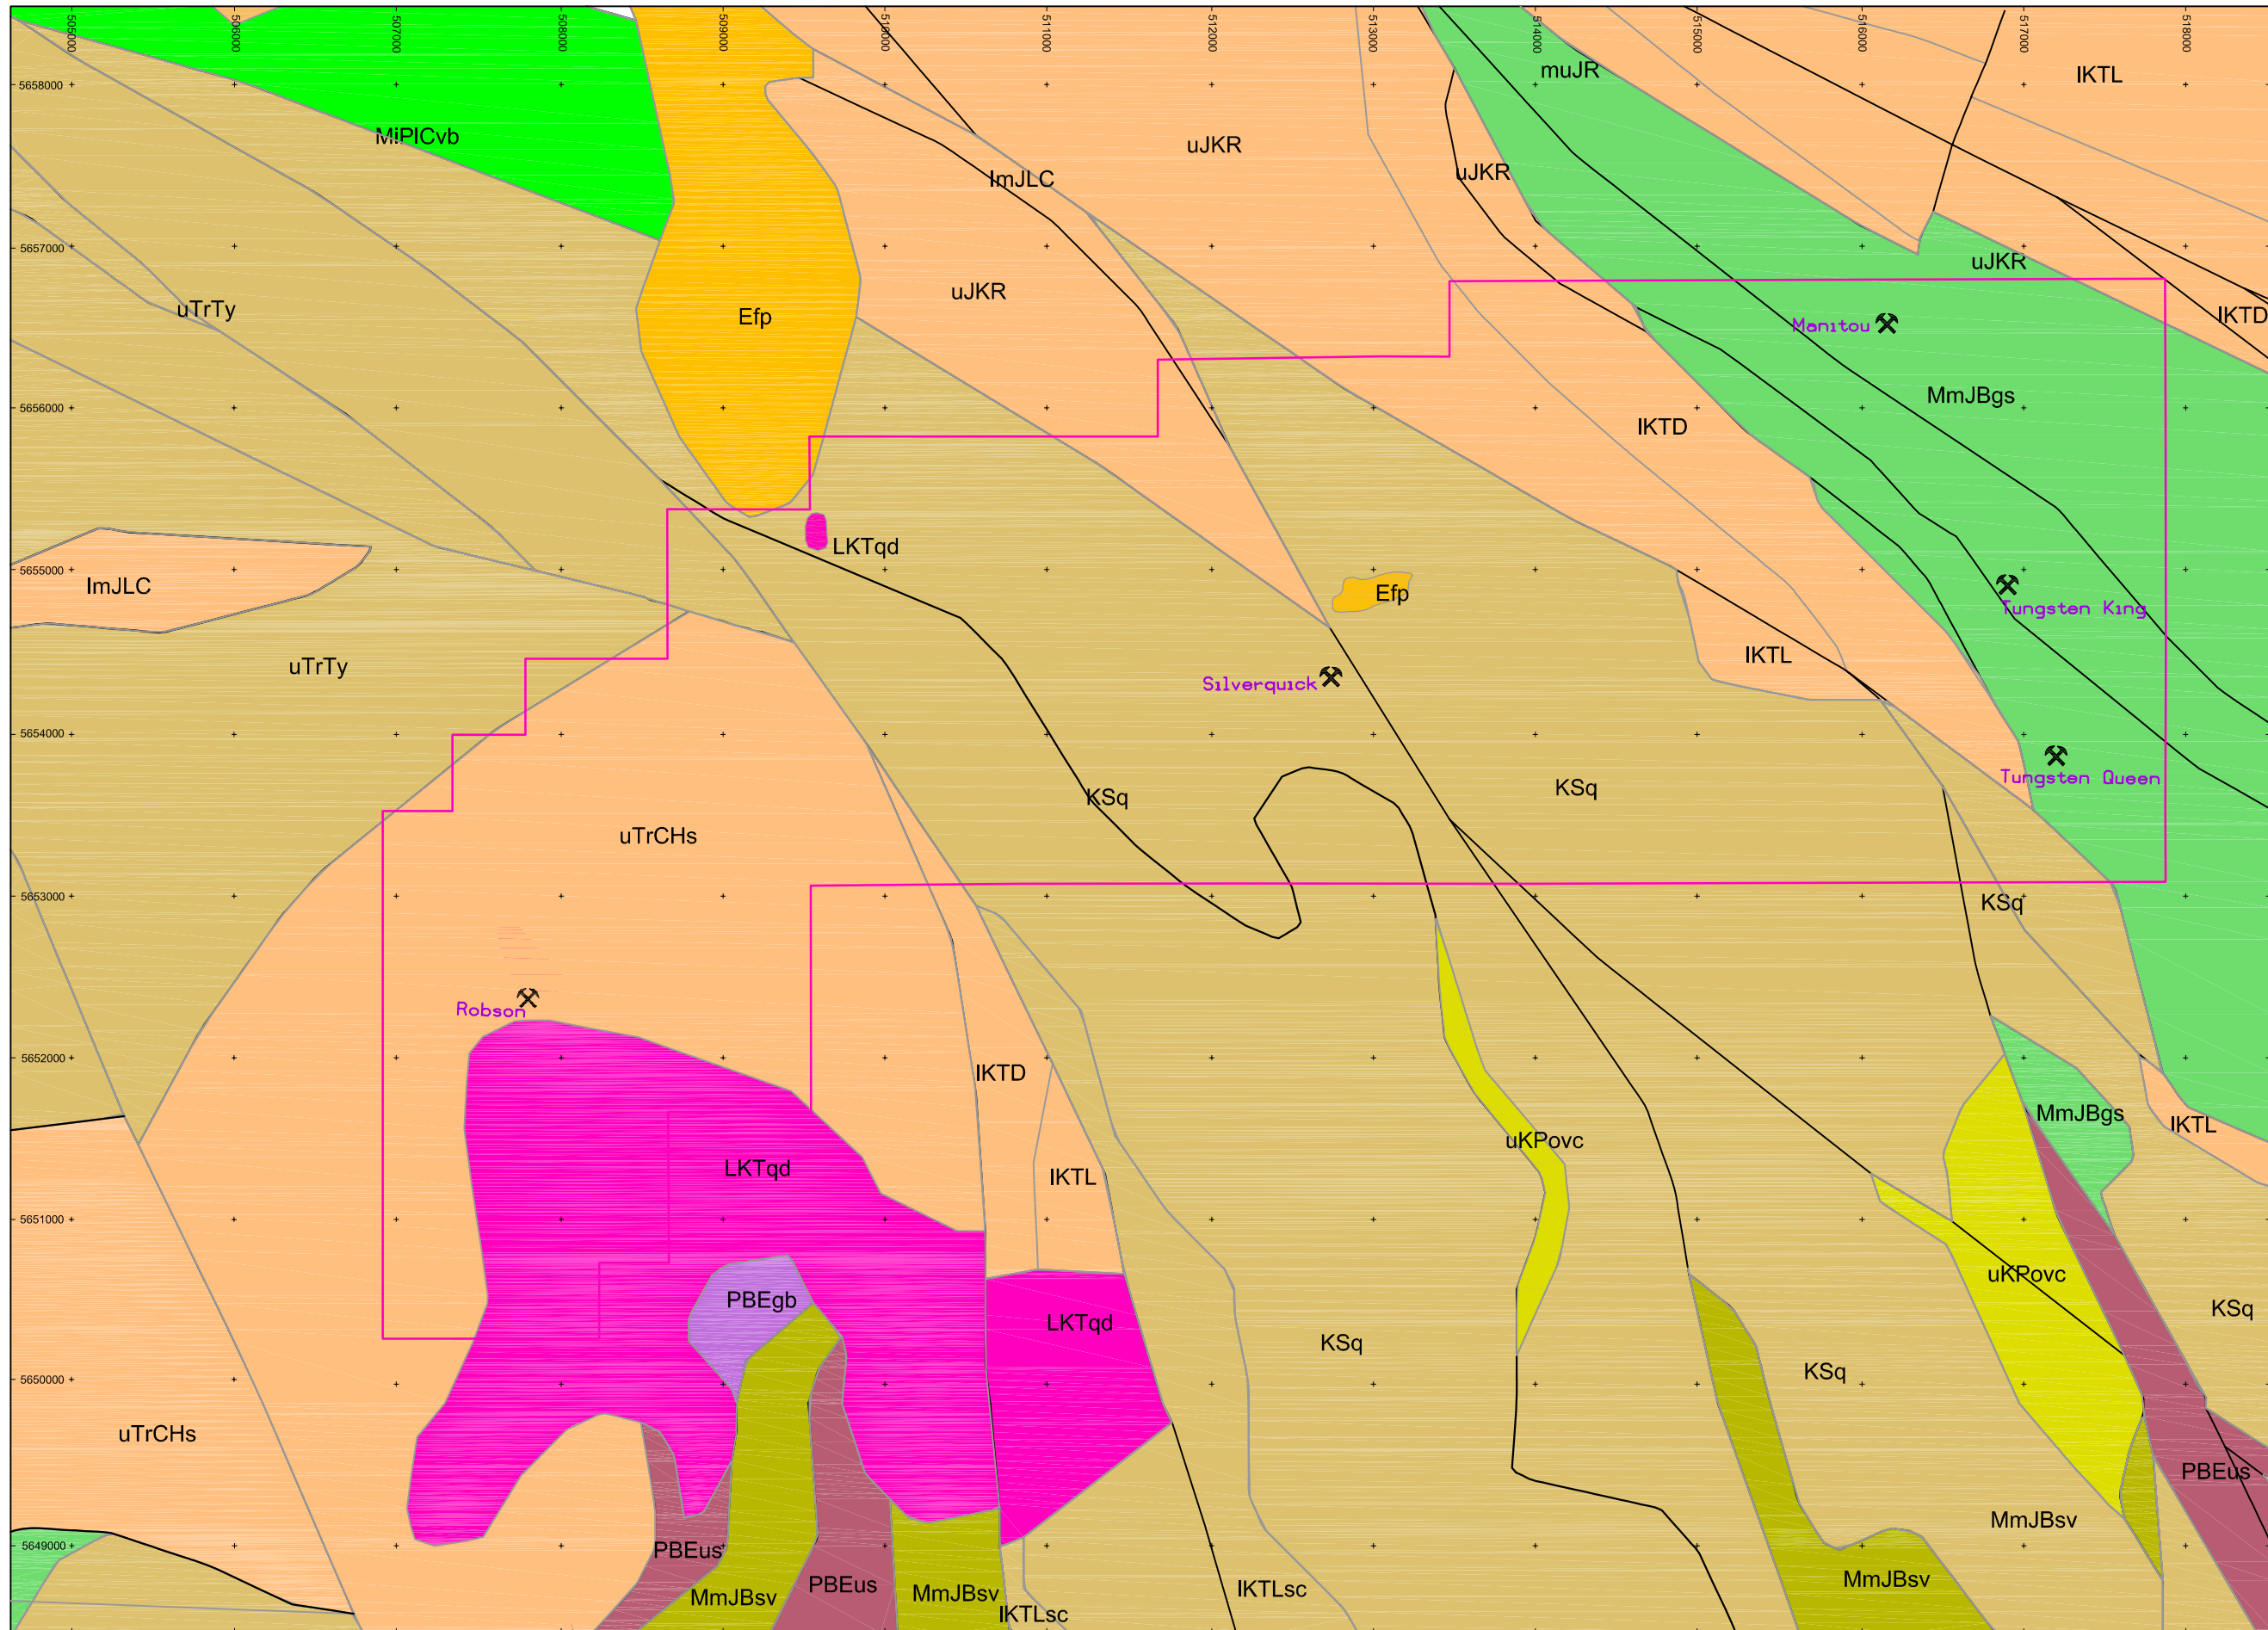 505000
506000
507000
508000
509000
510000
511000
512000
513000
514000
515000
516000
517000
518000
5658000
muJR
lKTL
MiPlCvb
uJKR
uJKR
lmJLC
5657000
uJKR
uJKR
uTrTy
Efp
lKTD
Manitou
5656000
MmJBgs
lKTD
LKTqd
5655000
lmJLC
Efp
Tungsten King
uTrTy
lKTL
Silverquick
5654000
Tungsten Queen
KSq
KSq
uTrCHs
5653000
KSq
Robson
5652000
lKTD
MmJBgs
lKTL
uKPovc
LKTqd
lKTL
5651000
uKPovc
PBEgb
KSq
LKTqd
KSq
KSq
5650000
uTrCHs
PBEus
MmJBsv
5649000
PBEus
MmJBsv
PBEus
lKTLsc
MmJBsv
MmJBsv
lKTLsc